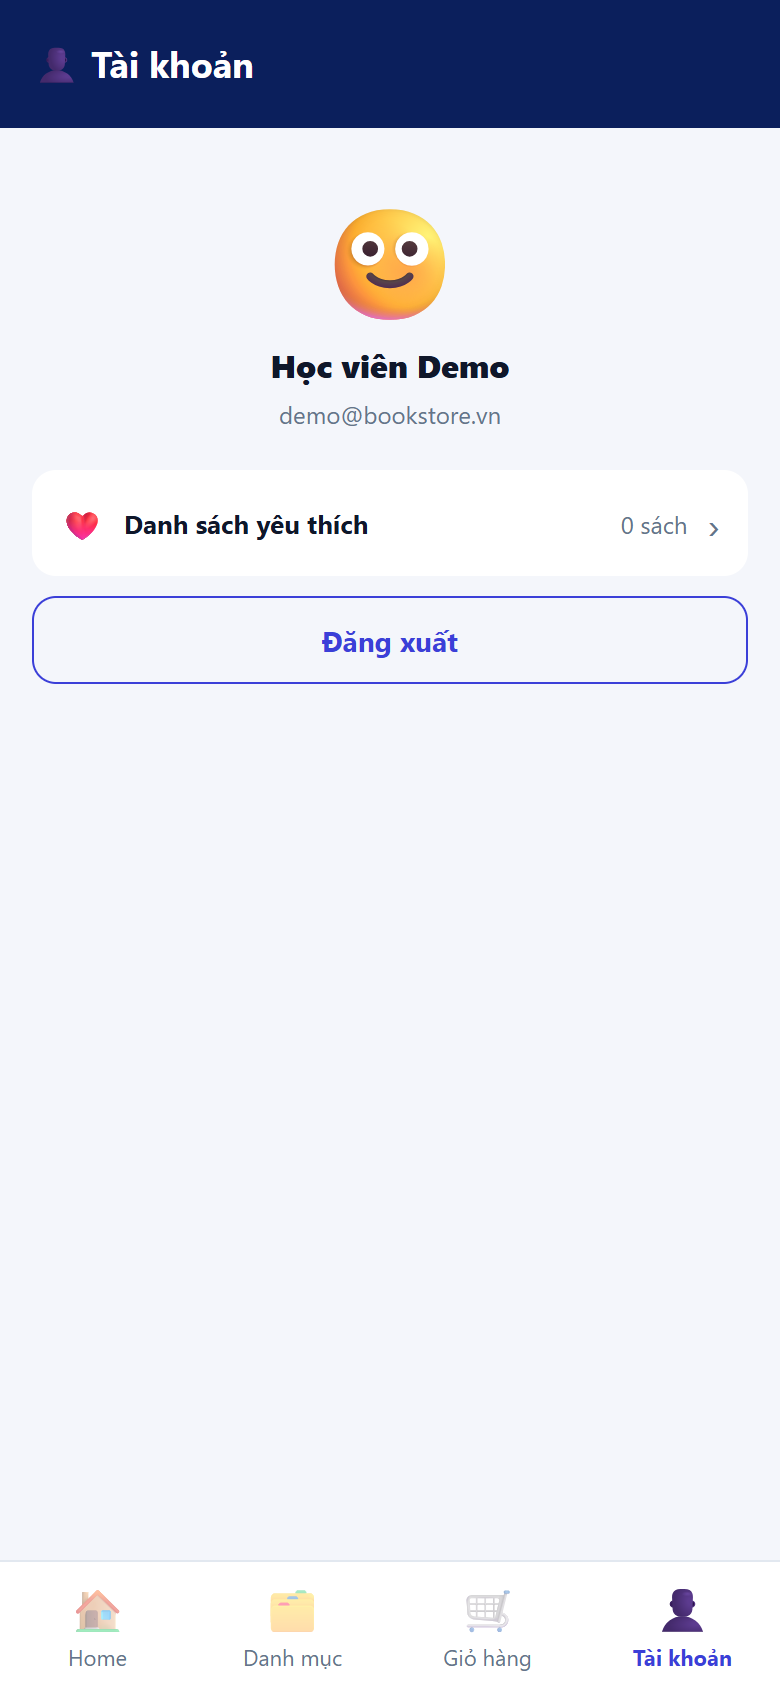 Tài khoản
Học viên Demo
demo@bookstore.vn
Danh sách yêu thích 0 sách ›
Đăng xuất
Home Danh mục Giỏ hàng Tài khoản